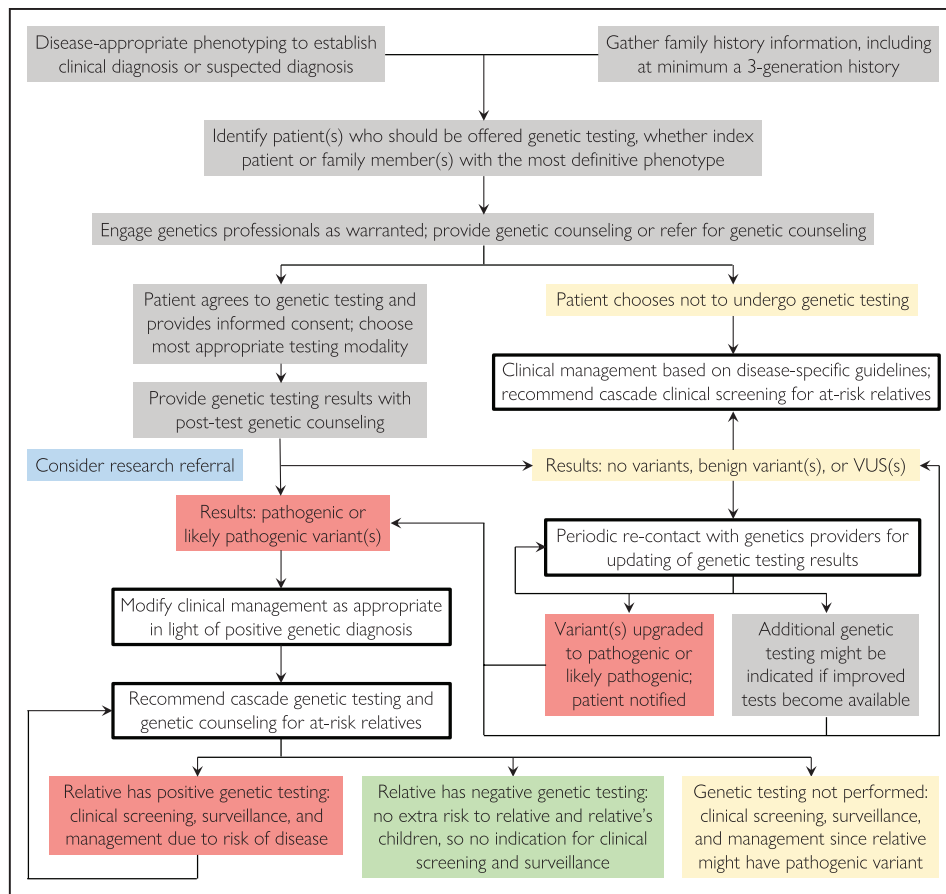 Disease-appropriate phenotyping to establish
clinical diagnosis or suspected diagnosis
Gather family history information, including
at minimum a 3-generation history
Identify patient(s) who should be offered genetic testing, whether index
patient or family member(s) with the most definitive phenotype
Engage genetics professionals as warranted; provide genetic counseling or refer for genetic counseling
Patient agrees to genetic testing and
provides informed consent; choose
most appropriate testing modality
Patient chooses not to undergo genetic testing
Clinical management based on disease-specific guidelines;
recommend cascade clinical screening for at-risk relatives
Provide genetic testing results with
post-test genetic counseling
Consider research referral
Results: no variants, benign variant(s), or VUS(s)
Results: pathogenic or
likely pathogenic variant(s)
Periodic re-contact with genetics providers for
updating of genetic testing results
Modify clinical management as appropriate
in light of positive genetic diagnosis
Variant(s) upgraded
to pathogenic or
likely pathogenic;
patient notified
Additional genetic
testing might be
indicated if improved
tests become available
Recommend cascade genetic testing and
genetic counseling for at-risk relatives
Relative has positive genetic testing:
clinical screening, surveillance, and
management due to risk of disease
Relative has negative genetic testing:
no extra risk to relative and relative's
children, so no indication for clinical
screening and surveillance
Genetic testing not performed:
clinical screening, surveillance,
and management since relative
might have pathogenic variant